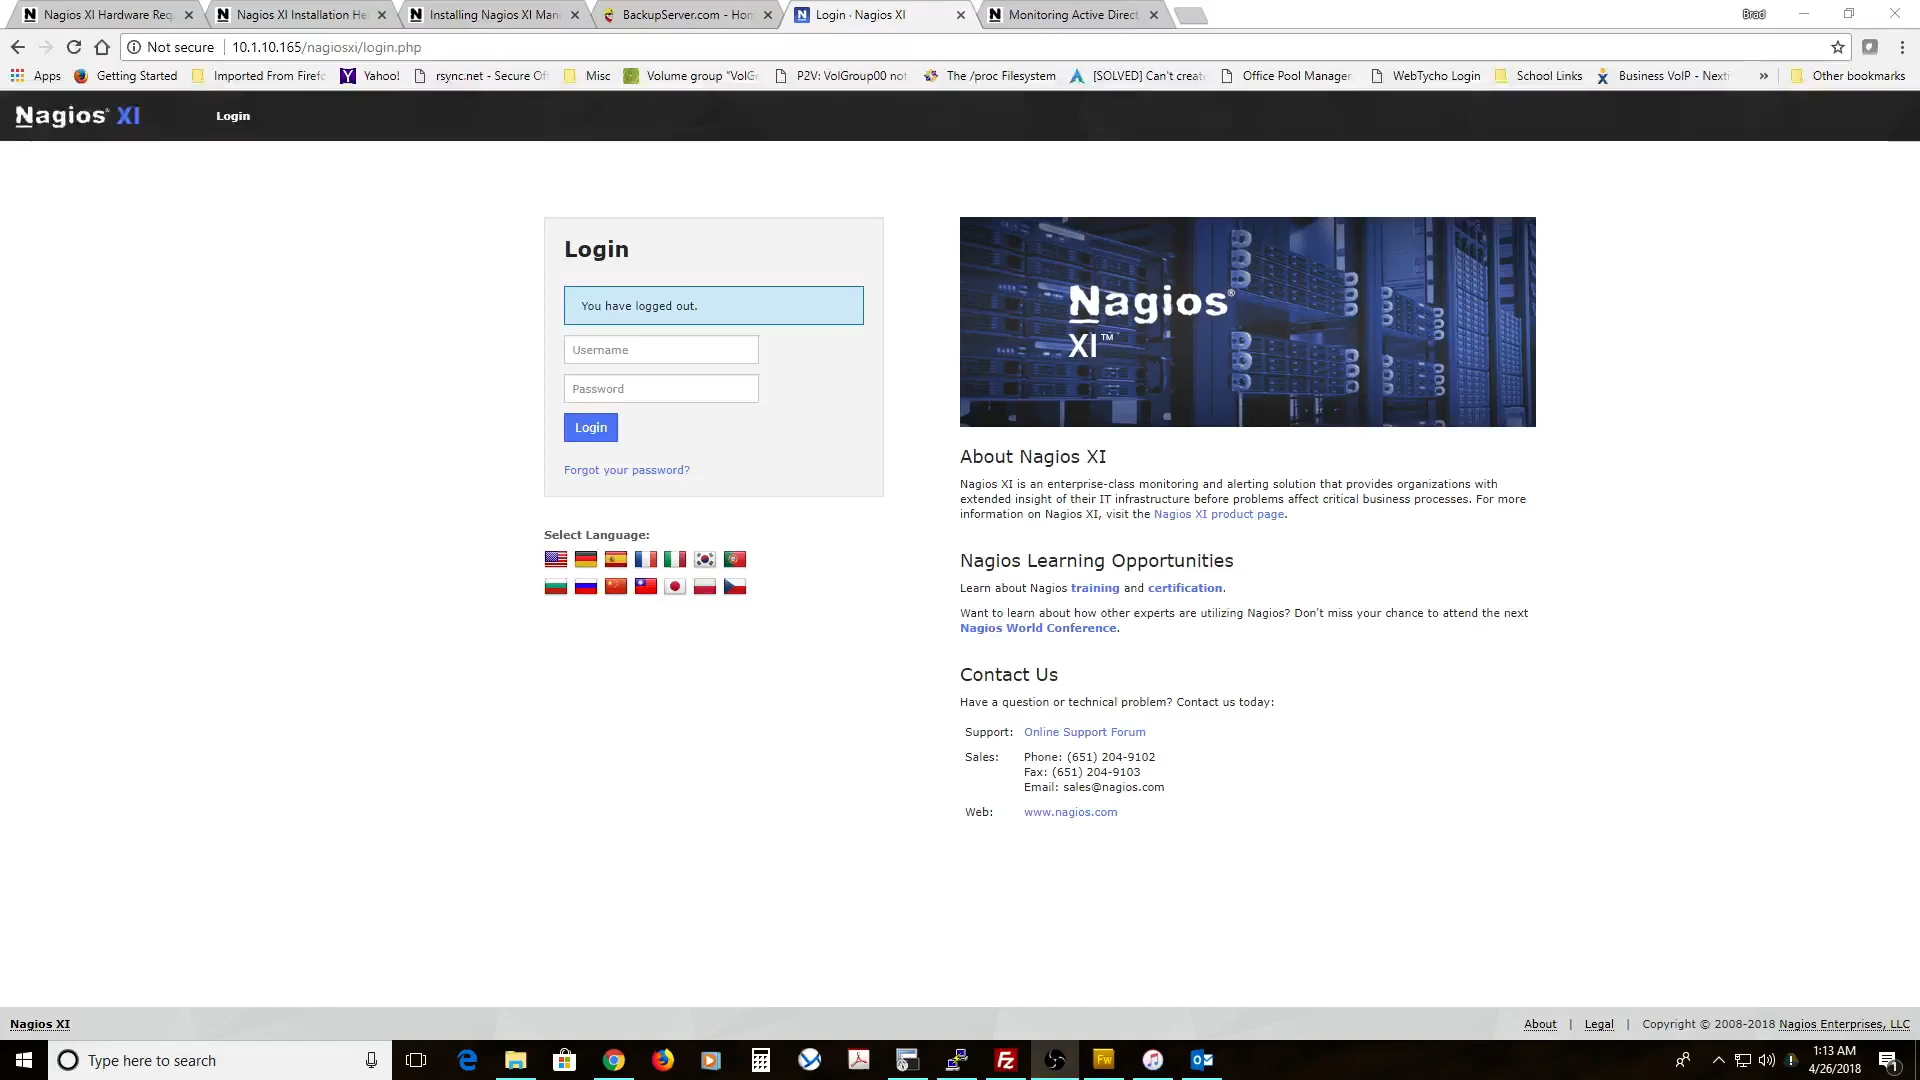 Nagios XI Hardware Req
Nagios XI Installation He
Installing Nagios XI Man
BackupServer.com - Hom
Login · Nagios XI
Monitoring Active Direct
Brad
Not secure
10.1.10.165/nagiosxi/login.php
Apps
Getting Started
Imported From Firefo
Yahoo!
rsync.net - Secure Of
Misc
Volume group "VolGr
P2V: VolGroup00 not
The /proc Filesystem
[SOLVED] Can't create
Office Pool Manager
WebTycho Login
School Links
Business VoIP - Nexti
»
Other bookmarks
Nagios® XI
Login
Login
You have logged out.
Username
Password
Login
Forgot your password?
Select Language:
Nagios®
XI™
About Nagios XI
Nagios XI is an enterprise-class monitoring and alerting solution that provides organizations with
extended insight of their IT infrastructure before problems affect critical business processes. For more
information on Nagios XI, visit the Nagios XI product page.
Nagios Learning Opportunities
Learn about Nagios training and certification.
Want to learn about how other experts are utilizing Nagios? Don't miss your chance to attend the next
Nagios World Conference.
Contact Us
Have a question or technical problem? Contact us today:
Support: Online Support Forum
Sales: Phone: (651) 204-9102
Fax: (651) 204-9103
Email: sales@nagios.com
Web: www.nagios.com
Nagios XI
About | Legal | Copyright © 2008-2018 Nagios Enterprises, LLC
Type here to search
Fw
1:13 AM
4/26/2018
1